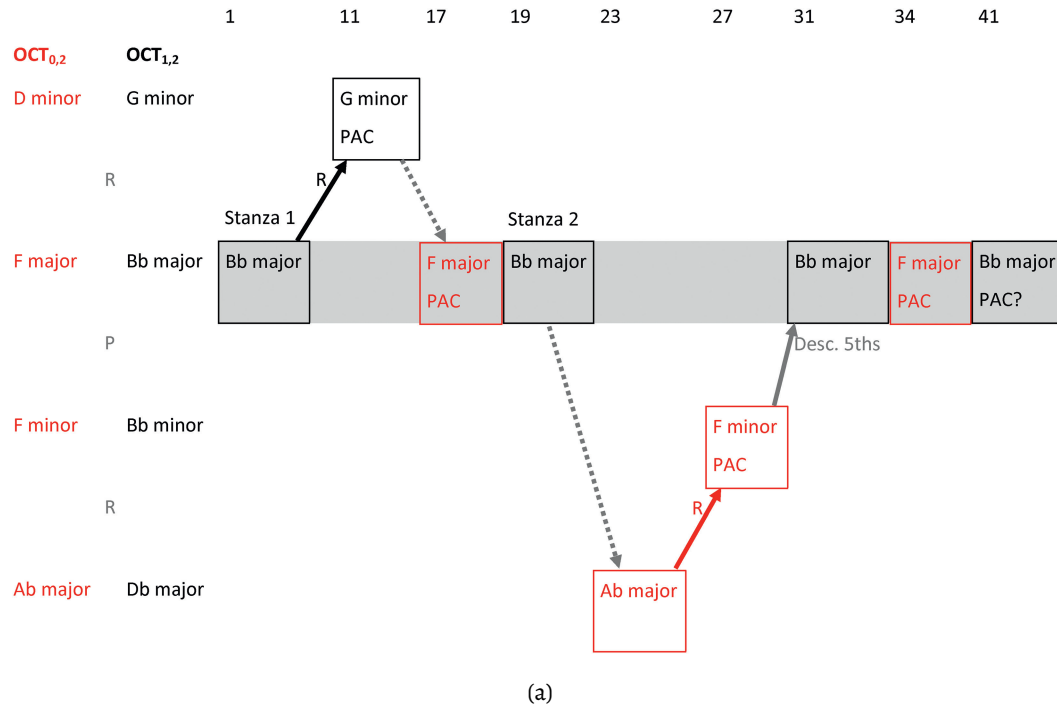 1 11 17 19 23 27 31 34 41
OCT0,2 OCT1,2
D minor G minor
G minor
PAC
R
R
Stanza 1
Stanza 2
F major Bb major
Bb major
F major
PAC
Bb major
Bb major
F major
PAC
Bb major
PAC?
P
Desc. 5ths
F minor Bb minor
F minor
PAC
R
R
Ab major Db major
Ab major
(a)